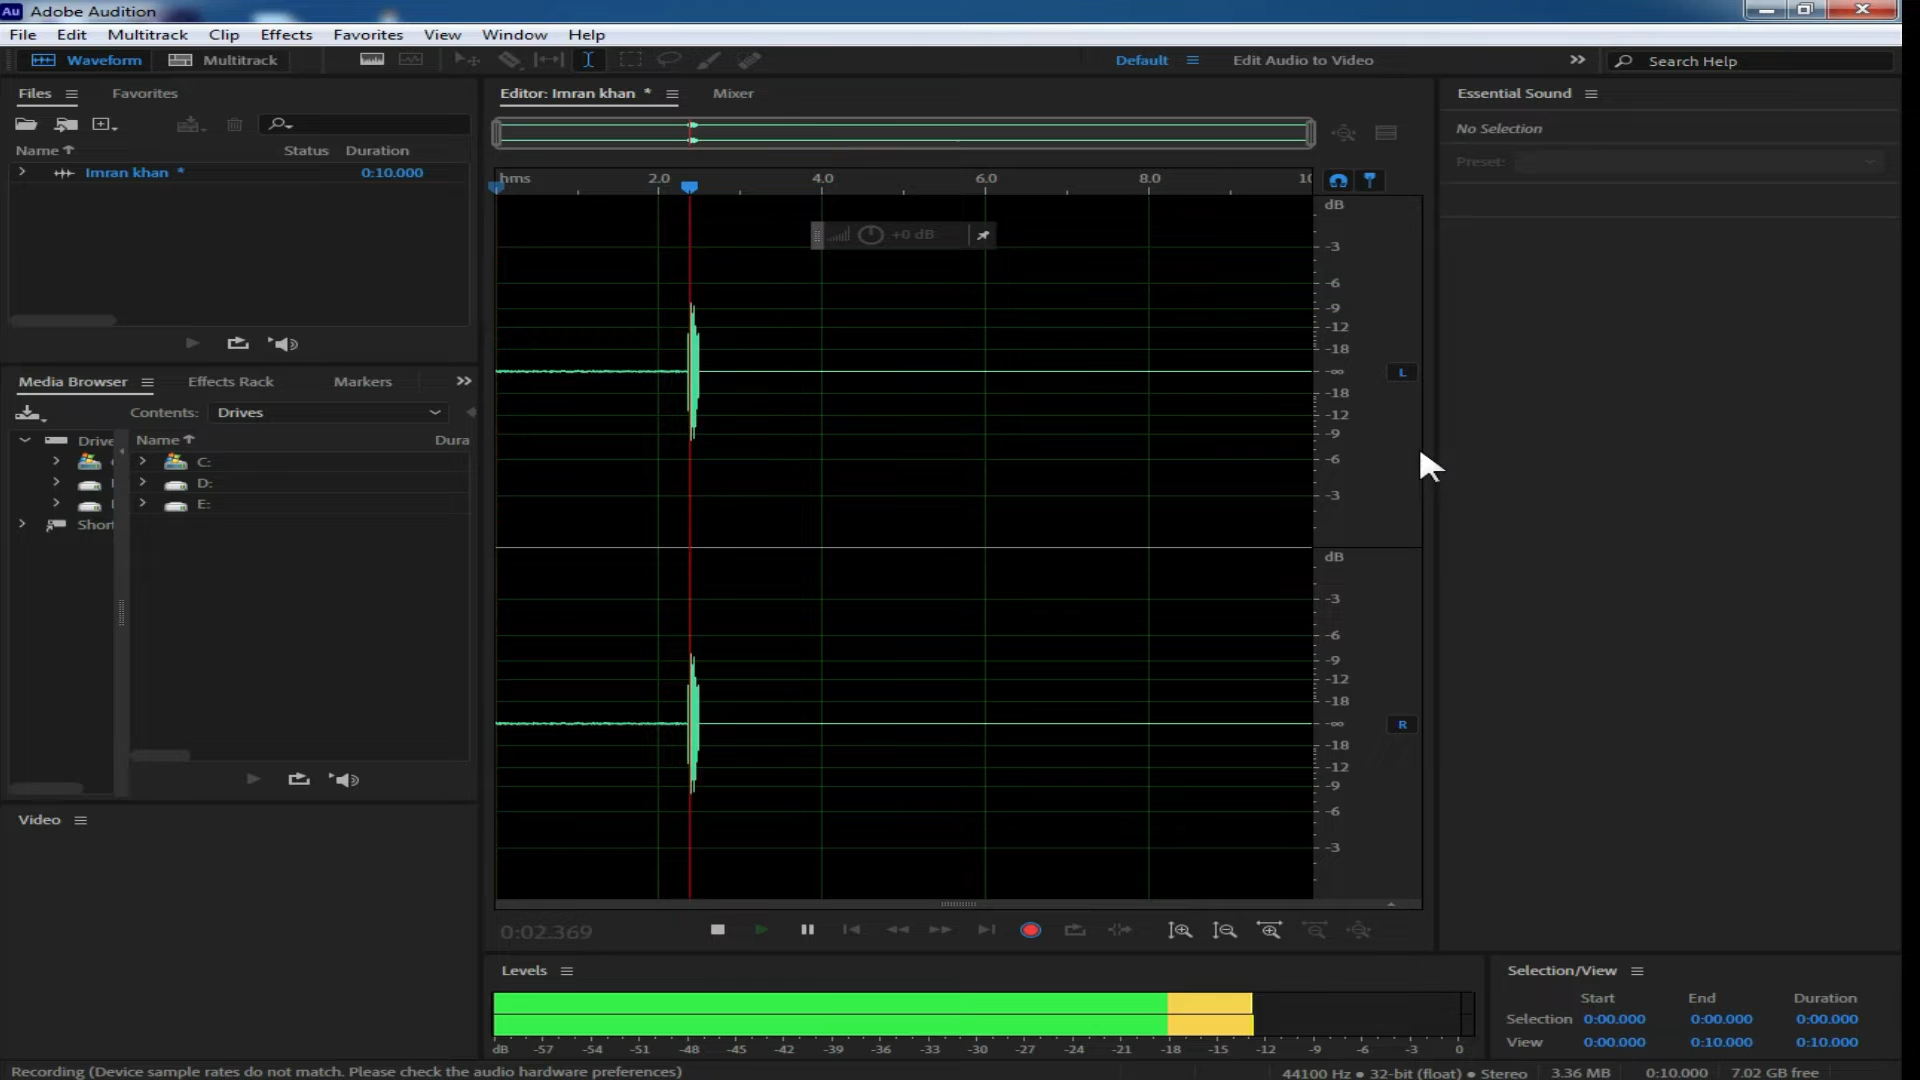 Au Adobe Audition
File Edit Multitrack Clip Effects Favorites View Window Help
Waveform Multitrack Default Edit Audio to Video Search Help
Files Favorites
Name Status Duration
Imran khan * 0:10.000
Media Browser Effects Rack Markers
Contents: Drives
Drive Name Dura
C:
D:
E:
Short
Video
Editor: Imran khan * Mixer
hms 2.0 4.0 6.0 8.0 10
+0 dB
dB
-3
-6
-9
-12
-18
-∞
L
-18
-12
-9
-6
-3
dB
-3
-6
-9
-12
-18
-∞
R
-18
-12
-9
-6
-3
0:02.369
Levels
dB -57 -54 -51 -48 -45 -42 -39 -36 -33 -30 -27 -24 -21 -18 -15 -12 -9 -6 -3 0
Essential Sound
No Selection
Preset:
Selection/View
Start End Duration
Selection 0:00.000 0:00.000 0:00.000
View 0:00.000 0:10.000 0:10.000
Recording (Device sample rates do not match. Please check the audio hardware preferences)
44100 Hz • 32-bit (float) • Stereo 3.36 MB 0:10.000 7.02 GB free